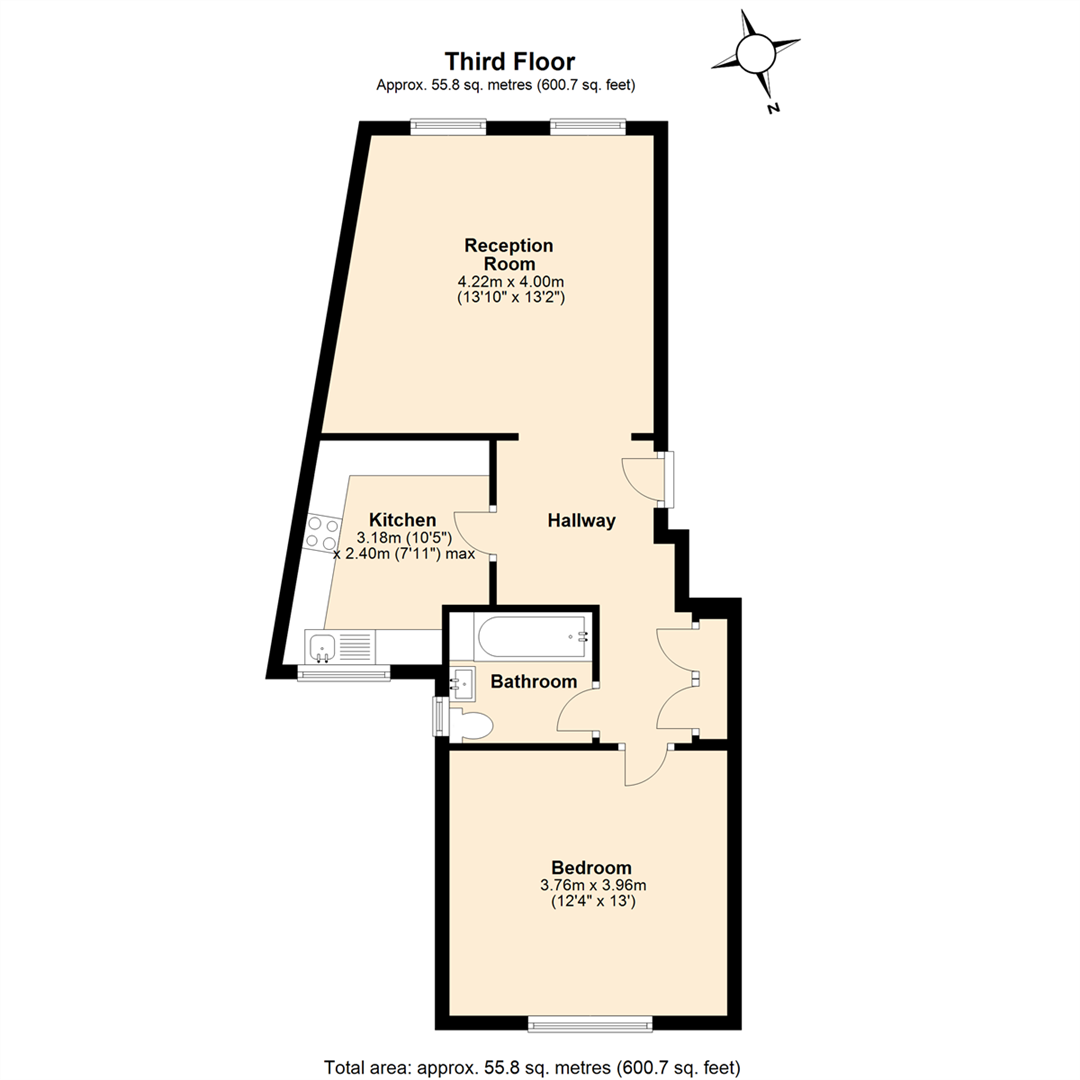 Third Floor
Approx. 55.8 sq. metres (600.7 sq. feet)
N
Reception
Room
4.22m x 4.00m
(13'10" x 13'2")
Kitchen
3.18m (10'5")
x 2.40m (7'11") max
Hallway
Bathroom
Bedroom
3.76m x 3.96m
(12'4" x 13')
Total area: approx. 55.8 sq. metres (600.7 sq. feet)